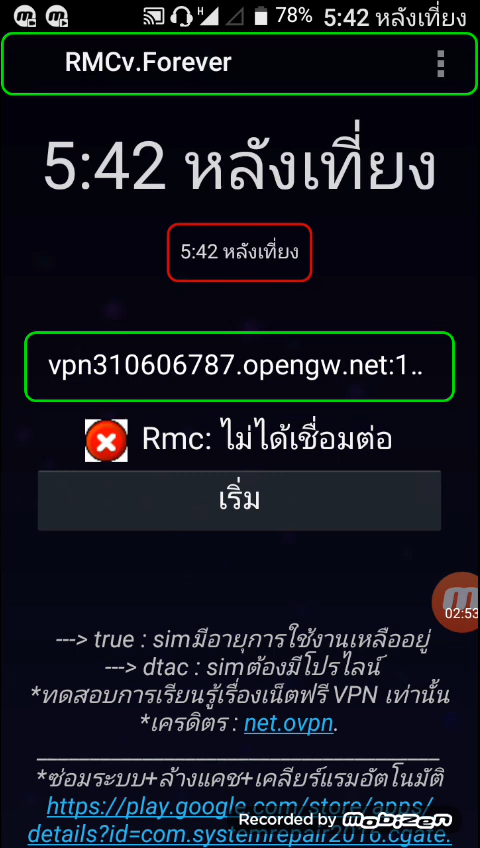 H 78% 5:42 หลังเที่ยง
RMCv.Forever
5:42 หลังเที่ยง
5:42 หลังเที่ยง
vpn310606787.opengw.net:1..
Rmc: ไม่ได้เชื่อมต่อ
เริ่ม
02:53
---> true : simมีอายุการใช้งานเหลืออยู่
---> dtac : simต้องมีโปรไลน์
*ทดสอบการเรียนรู้เรื่องเน็ตฟรี VPN เท่านั้น
*เครดิตร : net.ovpn.
*ซ่อมระบบ+ล้างแคช+เคลียร์แรมอัตโนมัติ
https://play.google.com/store/apps/
Recorded by mobizen
details?id=com.systemrepair2016.cgate.